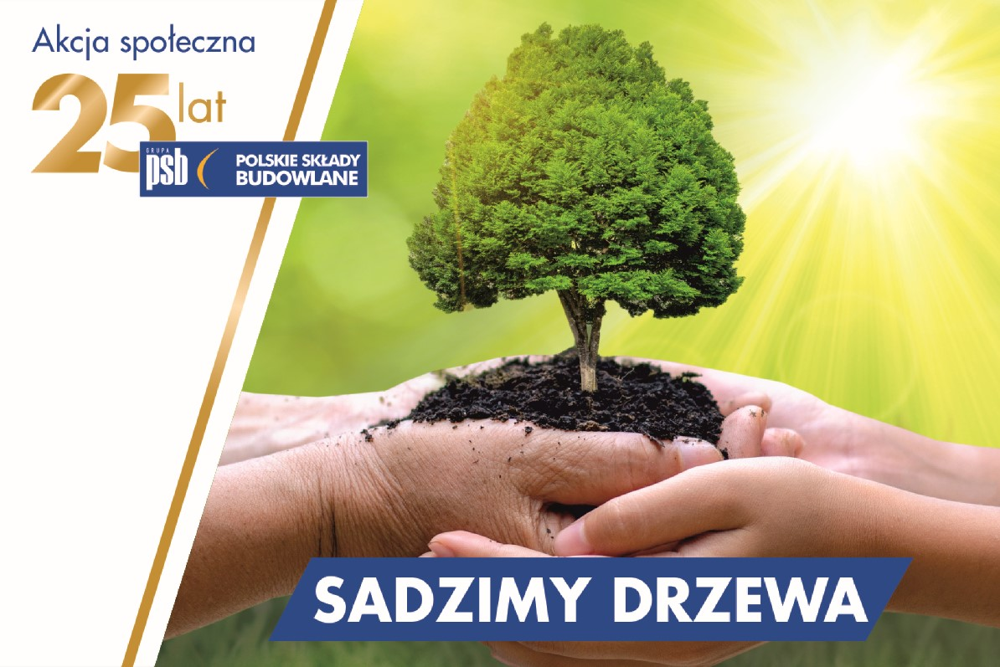 Akcja społeczna
25 lat
GRUPA
psb
POLSKIE SKŁADY
BUDOWLANE
SADZIMY DRZEWA